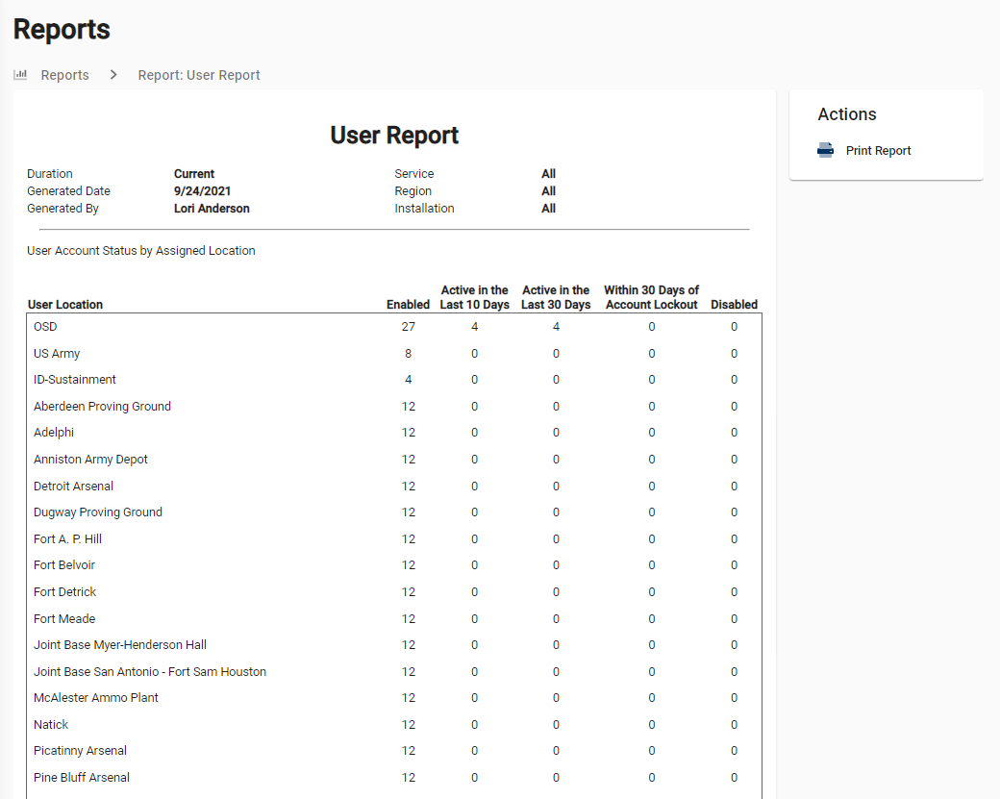 Reports
Reports > Report: User Report
User Report
Duration Current Service All
Generated Date 9/24/2021 Region All
Generated By Lori Anderson Installation All
User Account Status by Assigned Location
User Location Enabled Active in the Last 10 Days Active in the Last 30 Days Within 30 Days of Account Lockout Disabled
OSD 27 4 4 0 0
US Army 8 0 0 0 0
ID-Sustainment 4 0 0 0 0
Aberdeen Proving Ground 12 0 0 0 0
Adelphi 12 0 0 0 0
Anniston Army Depot 12 0 0 0 0
Detroit Arsenal 12 0 0 0 0
Dugway Proving Ground 12 0 0 0 0
Fort A. P. Hill 12 0 0 0 0
Fort Belvoir 12 0 0 0 0
Fort Detrick 12 0 0 0 0
Fort Meade 12 0 0 0 0
Joint Base Myer-Henderson Hall 12 0 0 0 0
Joint Base San Antonio - Fort Sam Houston 12 0 0 0 0
McAlester Ammo Plant 12 0 0 0 0
Natick 12 0 0 0 0
Picatinny Arsenal 12 0 0 0 0
Pine Bluff Arsenal 12 0 0 0 0
Actions
Print Report